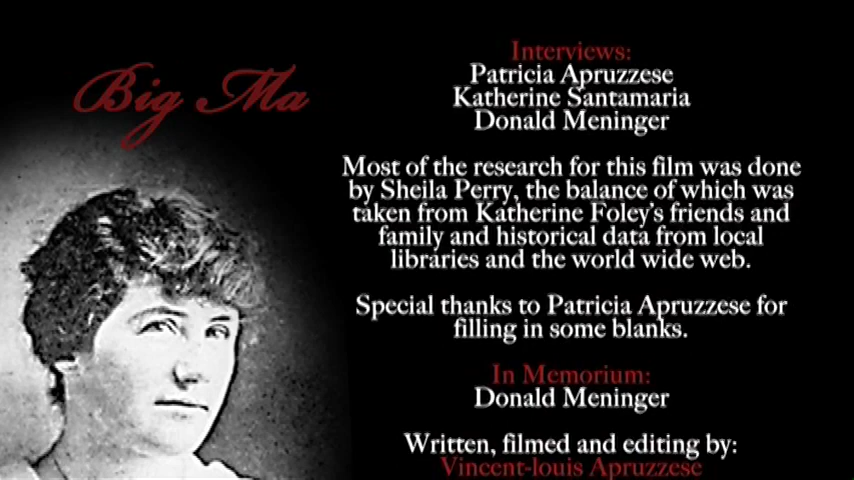 Big Ma
Interviews:
Patricia Apruzzese
Katherine Santamaria
Donald Meninger
Most of the research for this film was done
by Sheila Perry, the balance of which was
taken from Katherine Foley's friends and
family and historical data from local
libraries and the world wide web.
Special thanks to Patricia Apruzzese for
filling in some blanks.
In Memorium:
Donald Meninger
Written, filmed and editing by:
Vincent-louis Apruzzese